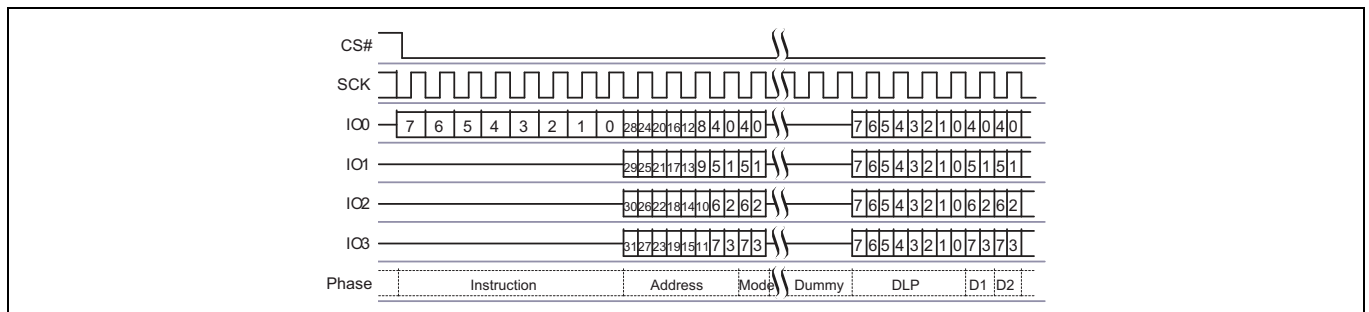 CS#
SCK
IO0 7 6 5 4 3 2 1 0 28 24 20 16 12 8 4 0 4 0 7 6 5 4 3 2 1 0 4 0 4 0
IO1 29 25 21 17 13 9 5 1 5 1 7 6 5 4 3 2 1 0 5 1 5 1
IO2 30 26 22 18 14 10 6 2 6 2 7 6 5 4 3 2 1 0 6 2 6 2
IO3 31 27 23 19 15 11 7 3 7 3 7 6 5 4 3 2 1 0 7 3 7 3
Phase Instruction Address Mode Dummy DLP D1 D2